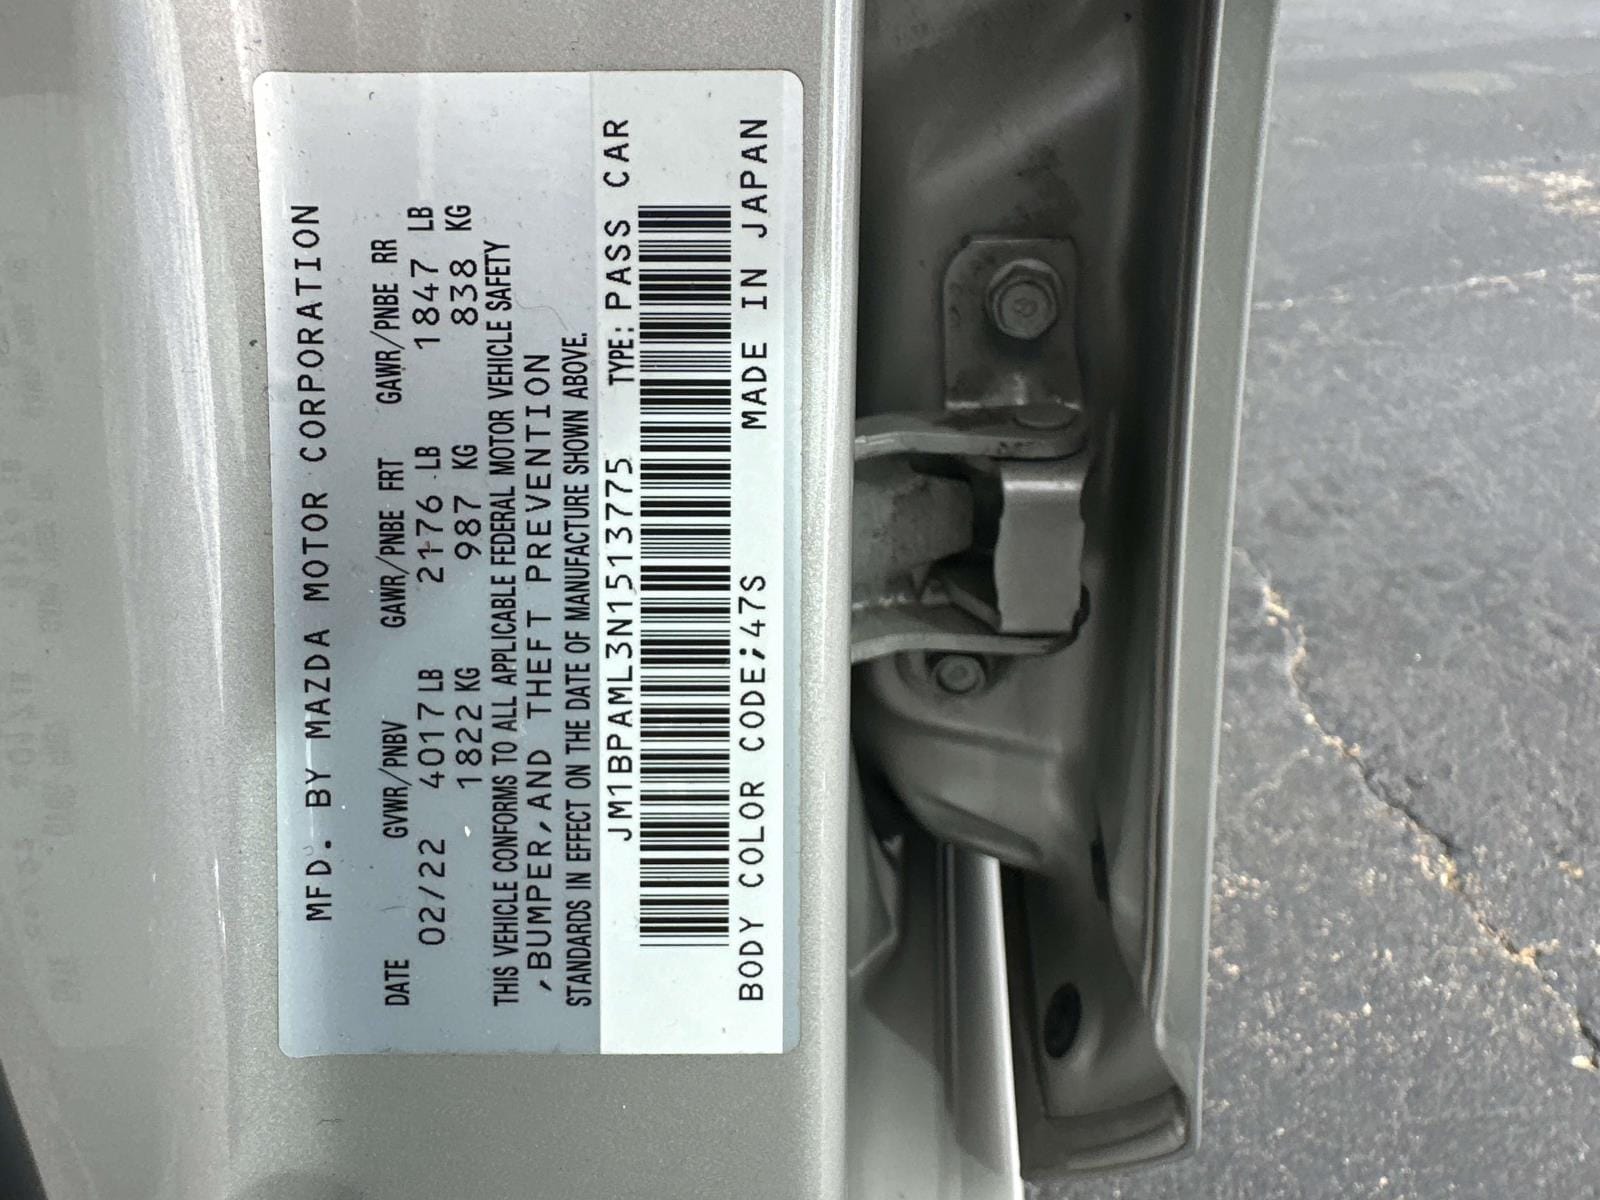 MFD. BY MAZDA MOTOR CORPORATION
DATE GVWR/PNBV GAWR/PNBE FRT GAWR/PNBE RR
02/22 4017 LB 2176 LB 1847 LB
1822 KG 987 KG 838 KG
THIS VEHICLE CONFORMS TO ALL APPLICABLE FEDERAL MOTOR VEHICLE SAFETY
,BUMPER,AND THEFT PREVENTION
STANDARDS IN EFFECT ON THE DATE OF MANUFACTURE SHOWN ABOVE.
JM1BPAML3N1513775 TYPE: PASS CAR
BODY COLOR CODE;47S MADE IN JAPAN